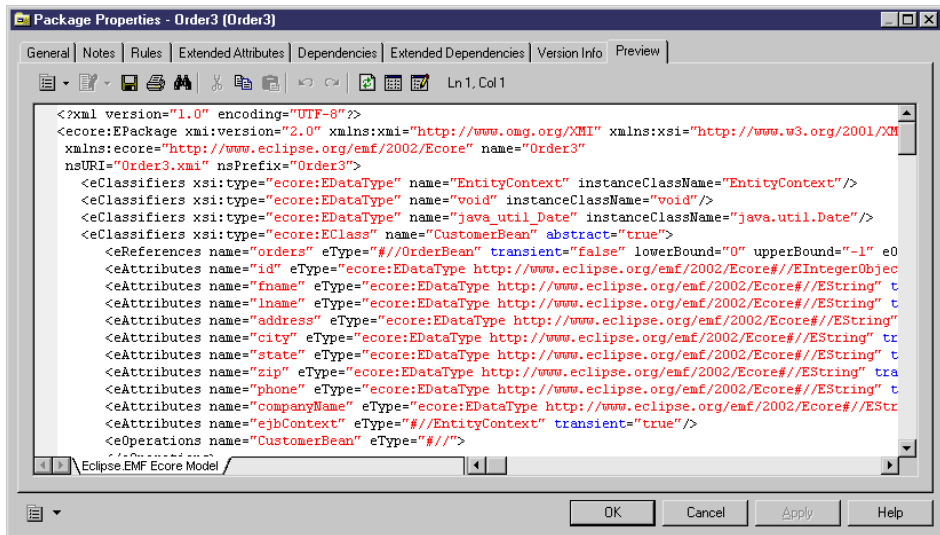 Package Properties - Order3 (Order3)
General Notes Rules Extended Attributes Dependencies Extended Dependencies Version Info Preview
Ln 1, Col 1
<?xml version="1.0" encoding="UTF-8"?>
<ecore:EPackage xmi:version="2.0" xmlns:xmi="http://www.omg.org/XMI" xmlns:xsi="http://www.w3.org/2001/XM
xmlns:ecore="http://www.eclipse.org/emf/2002/Ecore" name="Order3"
nsURI="Order3.xmi" nsPrefix="Order3">
<eClassifiers xsi:type="ecore:EDataType" name="EntityContext" instanceClassName="EntityContext"/>
<eClassifiers xsi:type="ecore:EDataType" name="void" instanceClassName="void"/>
<eClassifiers xsi:type="ecore:EDataType" name="java_util_Date" instanceClassName="java.util.Date"/>
<eClassifiers xsi:type="ecore:EClass" name="CustomerBean" abstract="true">
<eReferences name="orders" eType="#//OrderBean" transient="false" lowerBound="0" upperBound="-1" eO
<eAttributes name="id" eType="ecore:EDataType http://www.eclipse.org/emf/2002/Ecore#//EIntegerObjec
<eAttributes name="fname" eType="ecore:EDataType http://www.eclipse.org/emf/2002/Ecore#//EString" t
<eAttributes name="lname" eType="ecore:EDataType http://www.eclipse.org/emf/2002/Ecore#//EString" t
<eAttributes name="address" eType="ecore:EDataType http://www.eclipse.org/emf/2002/Ecore#//EString"
<eAttributes name="city" eType="ecore:EDataType http://www.eclipse.org/emf/2002/Ecore#//EString" tr
<eAttributes name="state" eType="ecore:EDataType http://www.eclipse.org/emf/2002/Ecore#//EString" t
<eAttributes name="zip" eType="ecore:EDataType http://www.eclipse.org/emf/2002/Ecore#//EString" tra
<eAttributes name="phone" eType="ecore:EDataType http://www.eclipse.org/emf/2002/Ecore#//EString" t
<eAttributes name="companyName" eType="ecore:EDataType http://www.eclipse.org/emf/2002/Ecore#//EStr
<eAttributes name="ejbContext" eType="#//EntityContext" transient="true"/>
<eOperations name="CustomerBean" eType="#//">
Eclipse.EMF Ecore Model
OK Cancel Apply Help